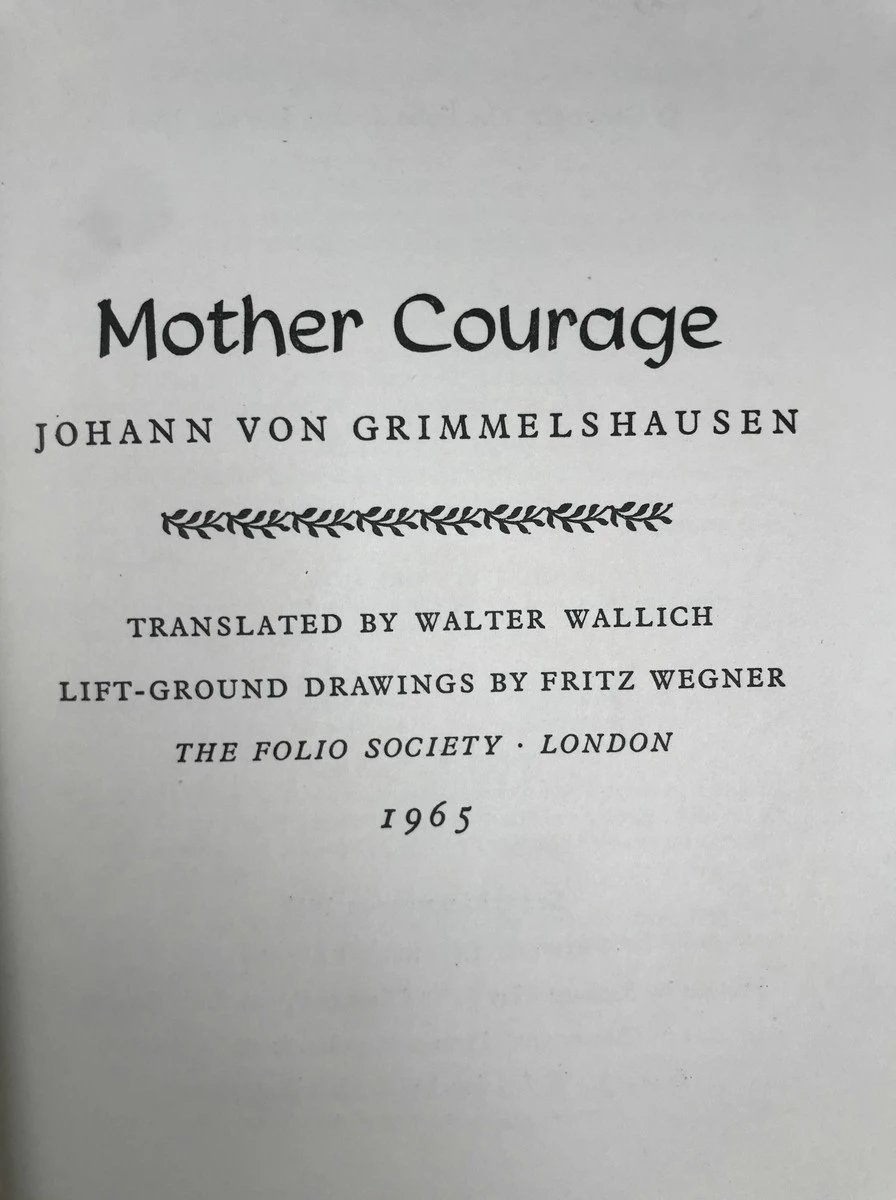 Mother Courage
JOHANN VON GRIMMELSHAUSEN
TRANSLATED BY WALTER WALLICH
LIFT-GROUND DRAWINGS BY FRITZ WEGNER
THE FOLIO SOCIETY · LONDON
1965